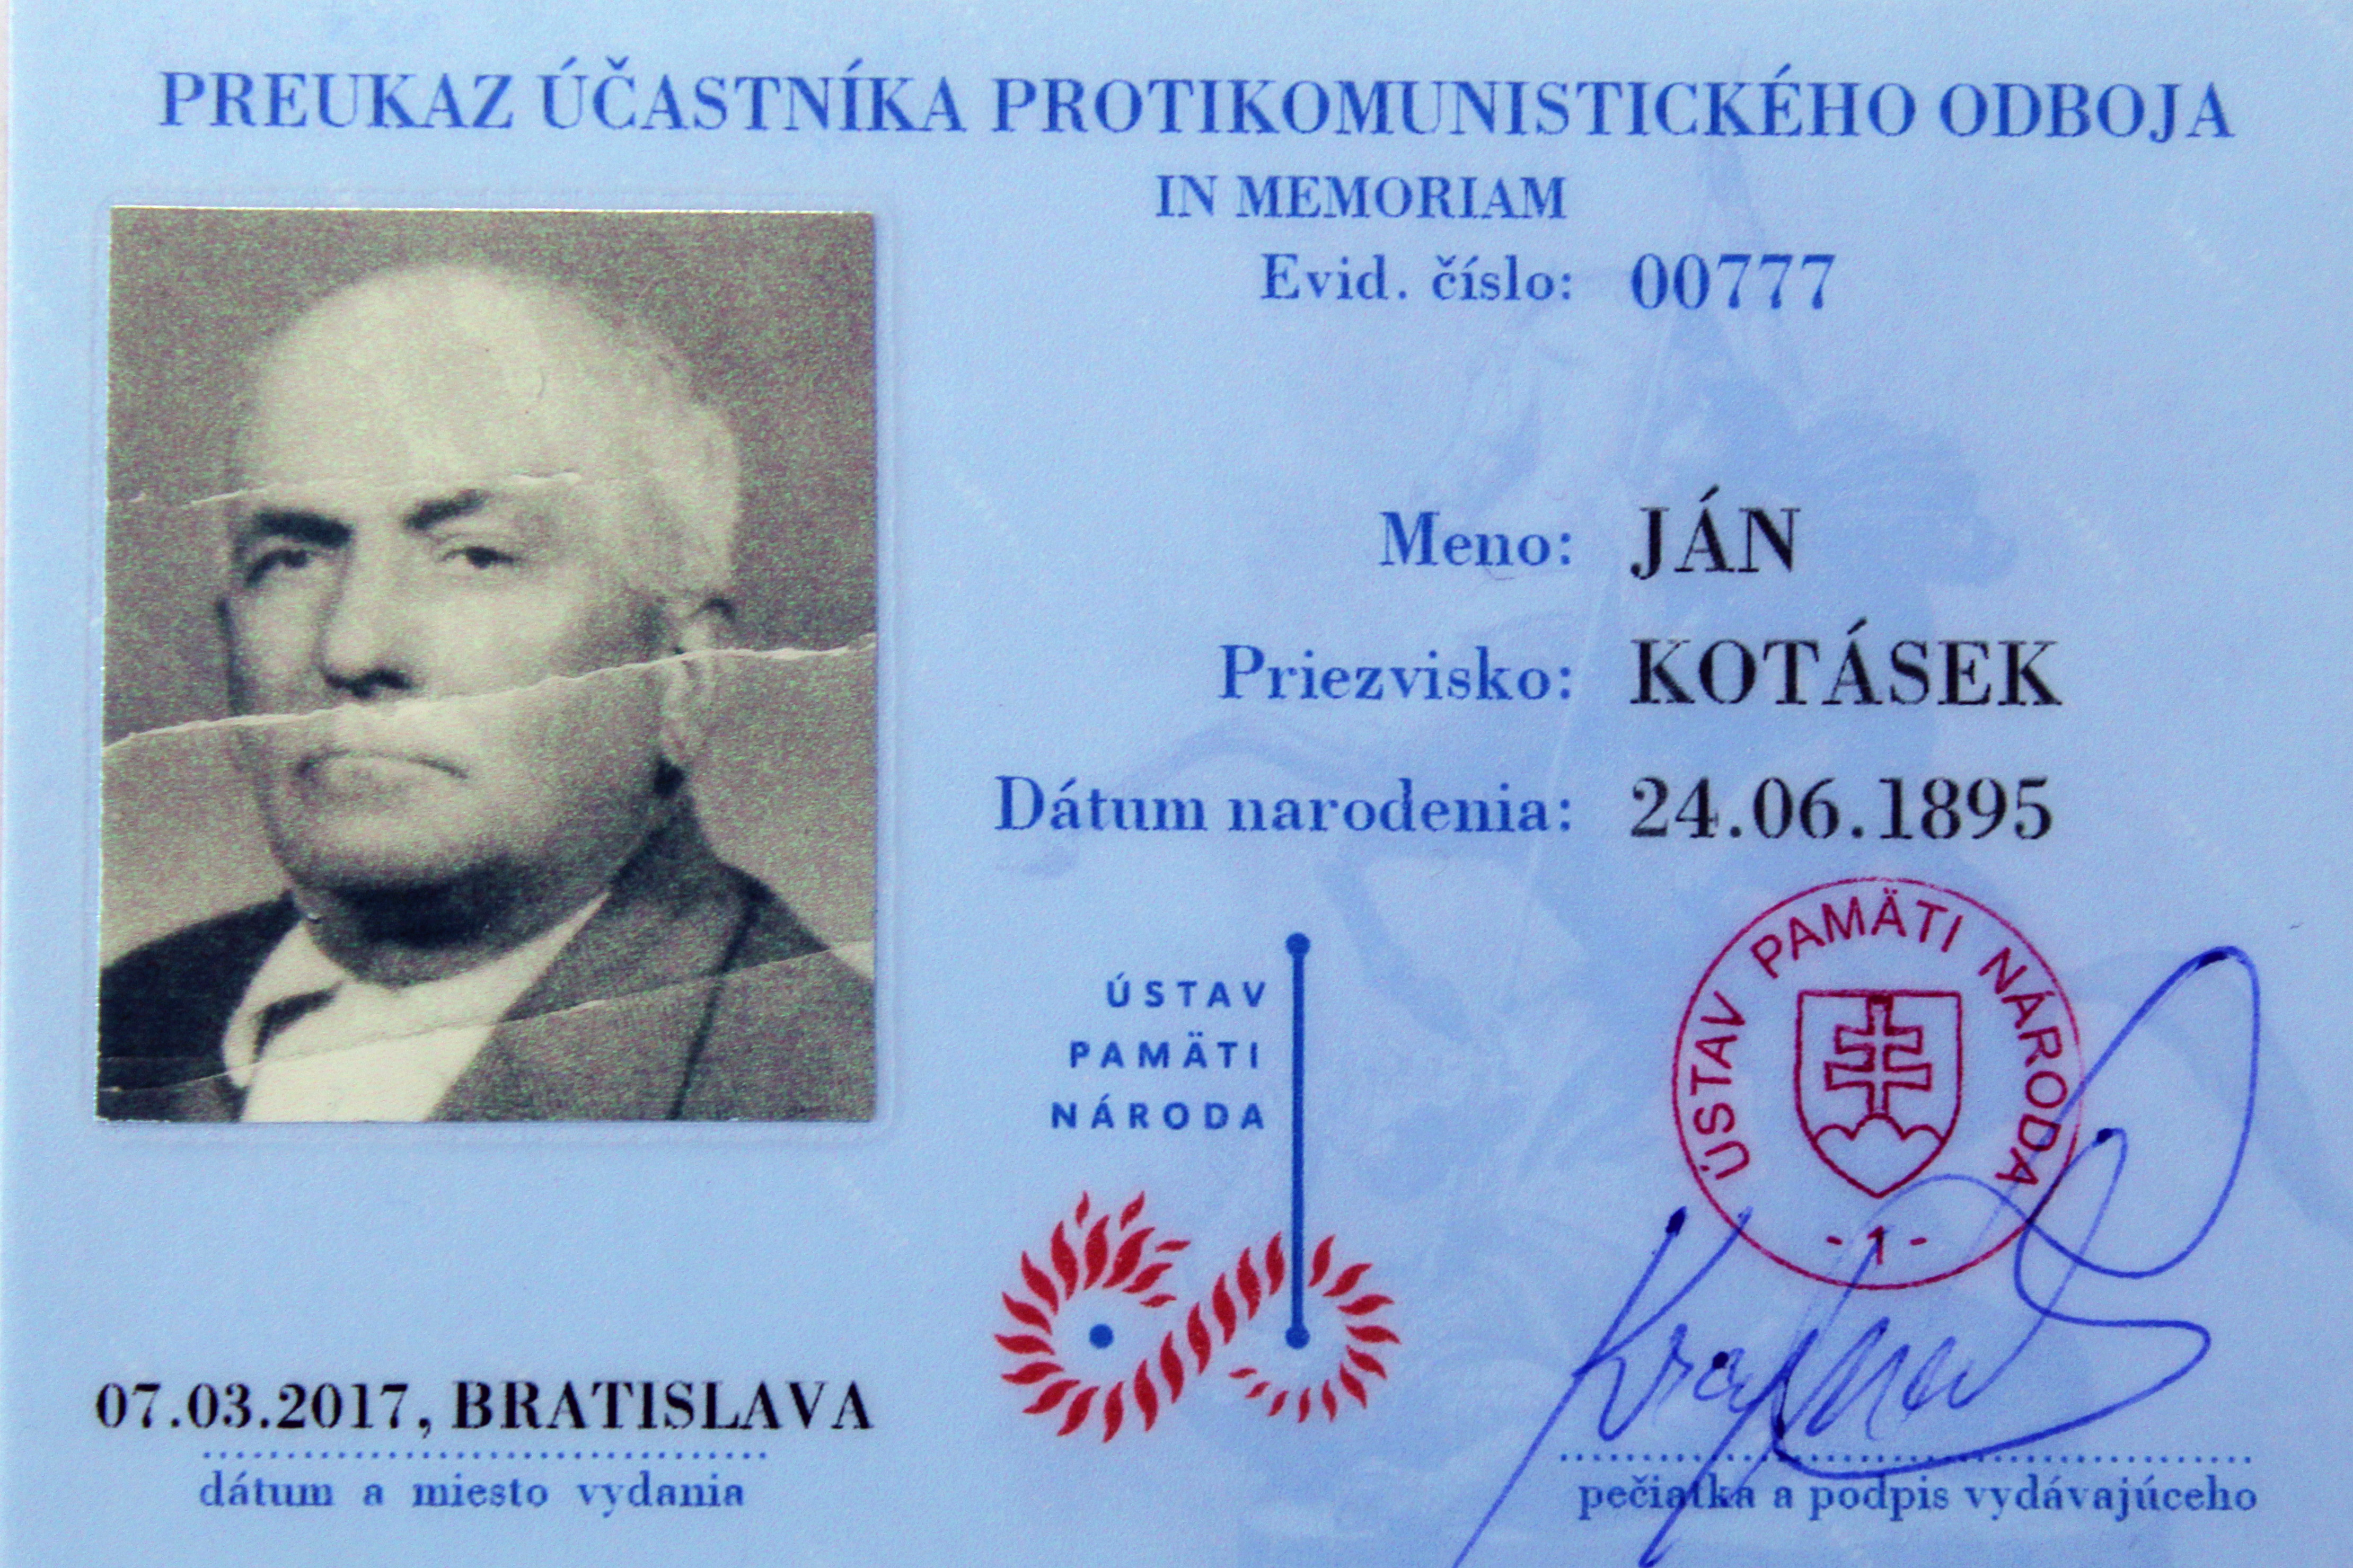 PREUKAZ ÚČASTNÍKA PROTIKOMUNISTICKÉHO ODBOJA
IN MEMORIAM
Evid. číslo: 00777
Meno: JÁN
Priezvisko: KOTÁSEK
Dátum narodenia: 24.06.1895
ÚSTAV
PAMÄTI
NÁRODA
ÚSTAV PAMÄTI NÁRODA
- 1 -
07.03.2017, BRATISLAVA
dátum a miesto vydania
pečiatka a podpis vydávajúceho